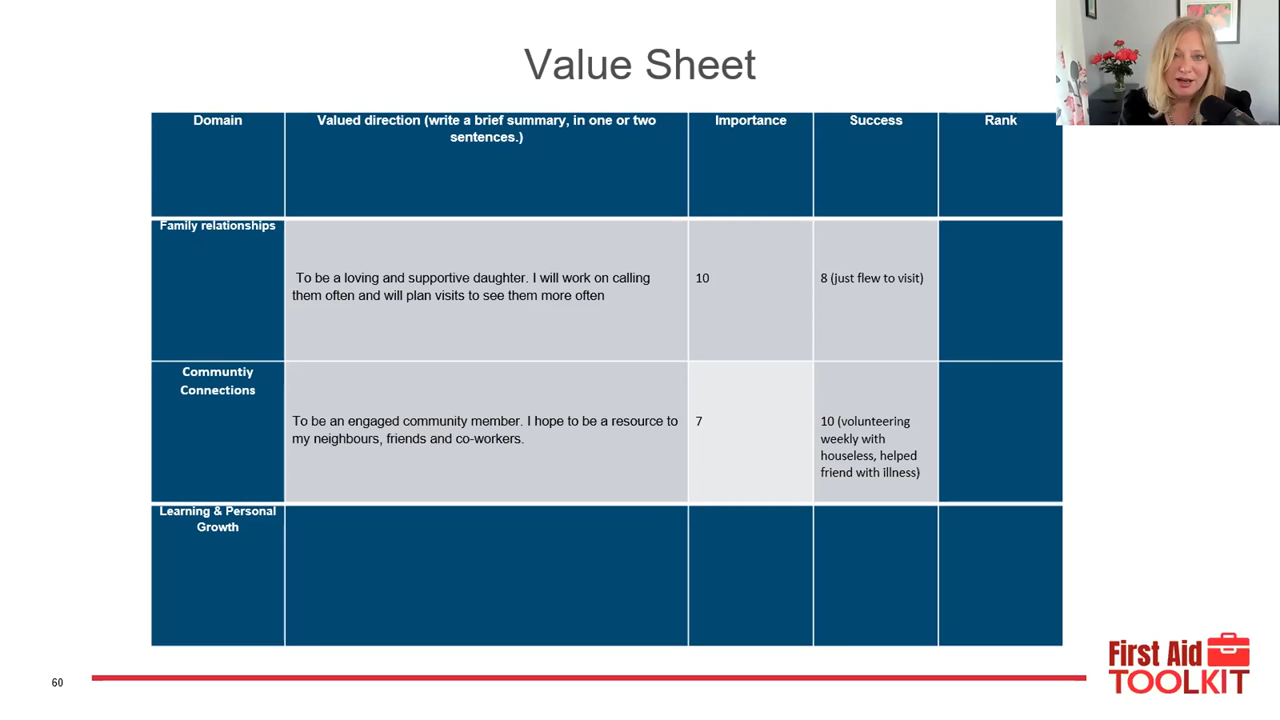 Value Sheet
Domain
Valued direction (write a brief summary, in one or two
sentences.)
Importance
Success
Rank
Family relationships
To be a loving and supportive daughter. I will work on calling
them often and will plan visits to see them more often
10
8 (just flew to visit)
Communtiy
Connections
To be an engaged community member. I hope to be a resource to
my neighbours, friends and co-workers.
7
10 (volunteering
weekly with
houseless, helped
friend with illness)
Learning & Personal
Growth
60
First Aid
TOOLKIT